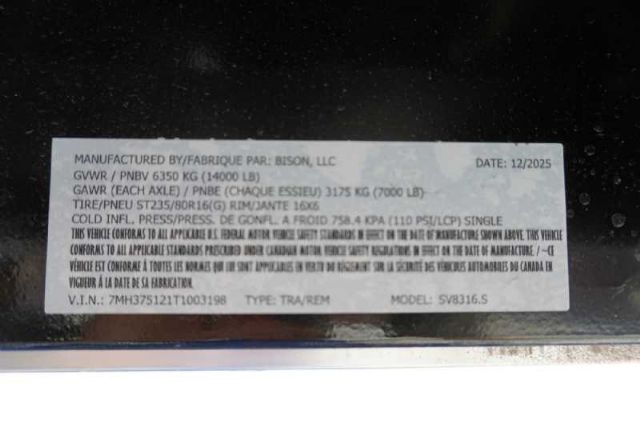 MANUFACTURED BY/FABRIQUE PAR: BISON, LLC DATE: 12/2025
GVWR / PNBV 6350 KG (14000 LB)
GAWR (EACH AXLE) / PNBE (CHAQUE ESSIEU) 3175 KG (7000 LB)
TIRE/PNEU ST235/80R16(G) RIM/JANTE 16X6
COLD INFL. PRESS/PRESS. DE GONFL. A FROID 758.4 KPA (110 PSI/LCP) SINGLE
THIS VEHICLE CONFORMS TO ALL APPLICABLE U.S. FEDERAL MOTOR VEHICLE SAFETY STANDARDS IN EFFECT ON THE DATE OF MANUFACTURE SHOWN ABOVE. THIS VEHICLE
CONFORMS TO ALL APPLICABLE STANDARDS PRESCRIBED UNDER CANADIAN MOTOR VEHICLE SAFETY REGULATIONS IN EFFECT ON THE DATE OF MANUFACTURE. / ~CE
VÉHICLE EST CONFORME À TOUTES LES NORMES QUI LUI SONT APPLICABLES EN VERTU DU RÈGLEMENT SUR LA SÉCURITÉ DES VÉHICULES AUTOMOBILES DU CANADA EN
VIGUEUR À LA DATE DE SA FABRICATION.
V.I.N.: 7MH375121T1003198 TYPE: TRA/REM MODEL: SV8316.S